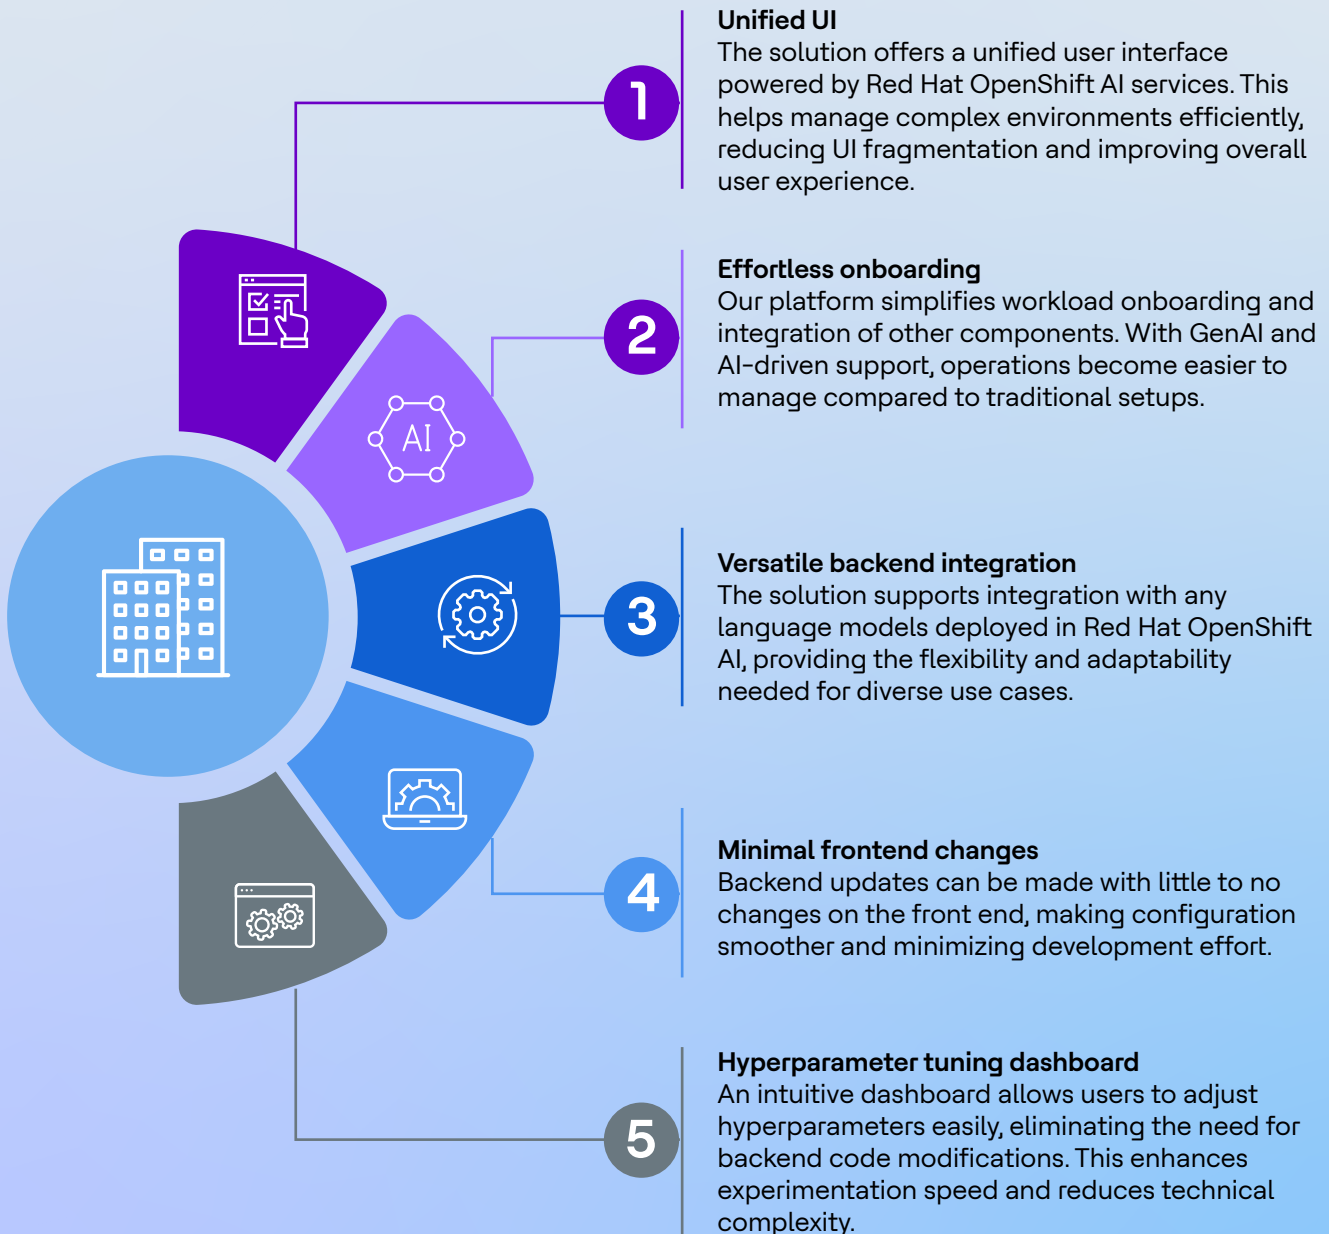 1
Unified UI
The solution offers a unified user interface
powered by Red Hat OpenShift AI services. This
helps manage complex environments efficiently,
reducing UI fragmentation and improving overall
user experience.
2
Effortless onboarding
Our platform simplifies workload onboarding and
integration of other components. With GenAI and
AI-driven support, operations become easier to
manage compared to traditional setups.
AI
3
Versatile backend integration
The solution supports integration with any
language models deployed in Red Hat OpenShift
AI, providing the flexibility and adaptability
needed for diverse use cases.
4
Minimal frontend changes
Backend updates can be made with little to no
changes on the front end, making configuration
smoother and minimizing development effort.
5
Hyperparameter tuning dashboard
An intuitive dashboard allows users to adjust
hyperparameters easily, eliminating the need for
backend code modifications. This enhances
experimentation speed and reduces technical
complexity.